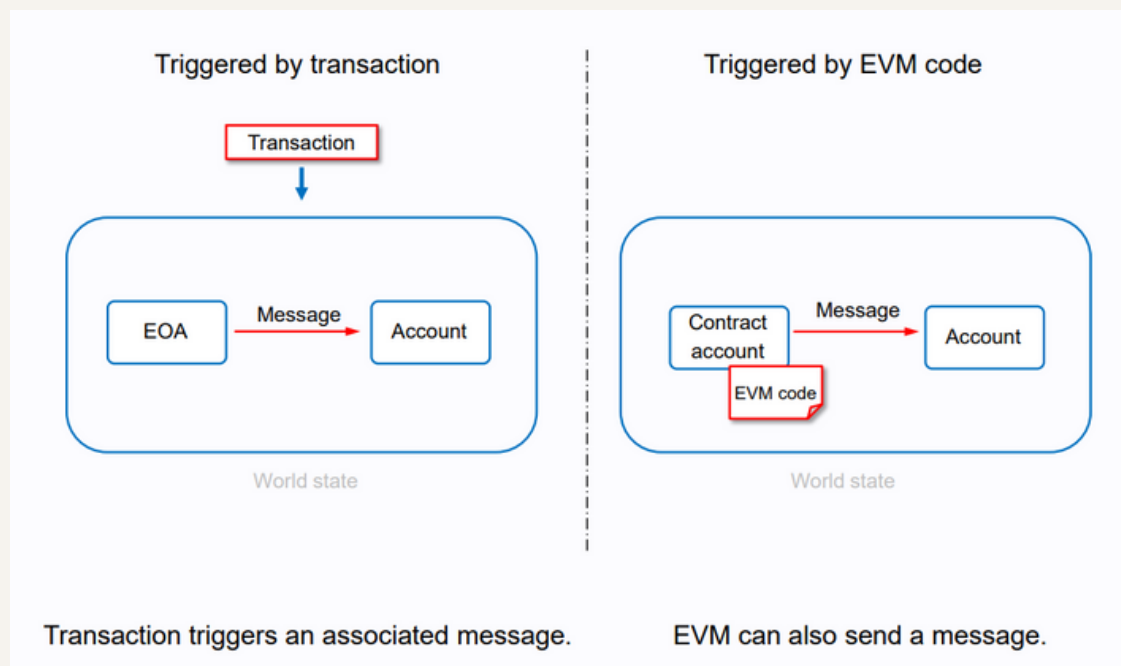 Triggered by transaction
Transaction
EOA
Message
Account
World state
Transaction triggers an associated message.
Triggered by EVM code
Contract
account
EVM code
Message
Account
World state
EVM can also send a message.